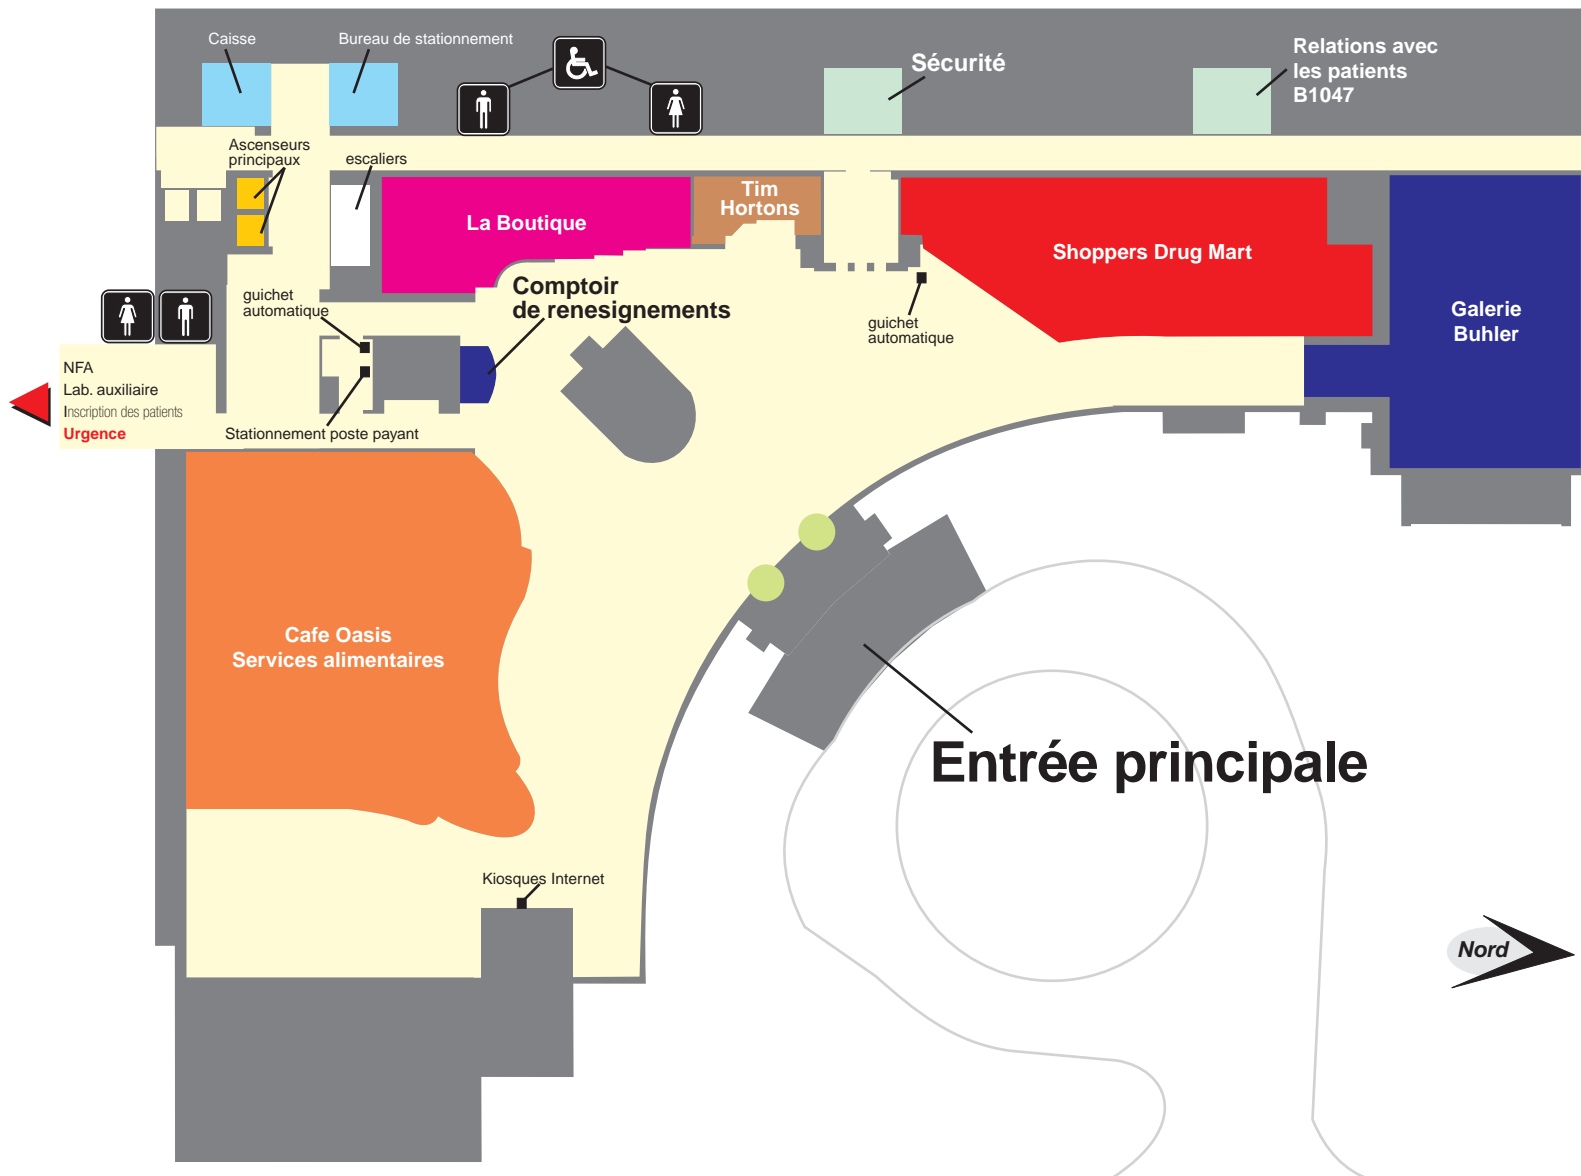 Caisse
Bureau de stationnement
Sécurité
Relations avec
les patients
B1047
Ascenseurs
principaux
escaliers
La Boutique
Tim
Hortons
Shoppers Drug Mart
Galerie
Buhler
guichet
automatique
Comptoir
de renesignements
guichet
automatique
NFA
Lab. auxiliaire
Inscription des patients
Urgence
Stationnement poste payant
Cafe Oasis
Services alimentaires
Entrée principale
Kiosques Internet
Nord